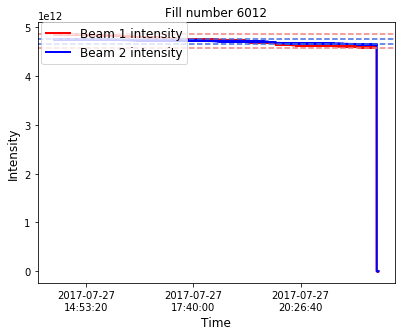 Fill number 6012
1e12
Beam 1 intensity
Beam 2 intensity
5
4
3
2
1
0
Intensity
2017-07-27
14:53:20
2017-07-27
17:40:00
2017-07-27
20:26:40
Time